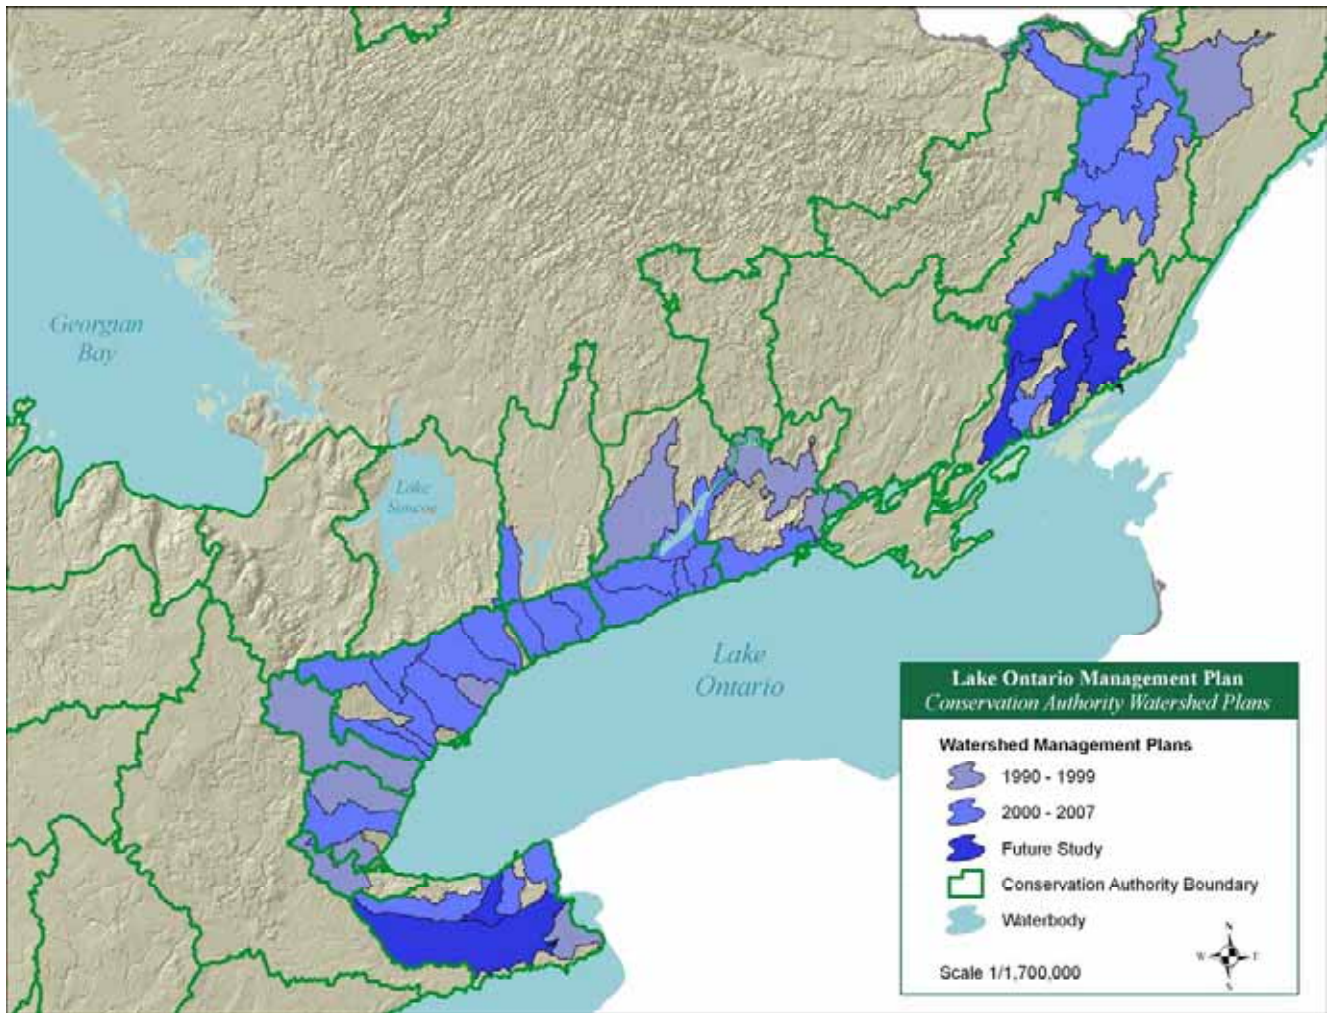 Georgian
Bay
Lake
Simcoe
Lake
Ontario
Lake Ontario Management Plan
Conservation Authority Watershed Plans
Watershed Management Plans
1990 - 1999
2000 - 2007
Future Study
Conservation Authority Boundary
Waterbody
Scale 1/1,700,000
N
W
E
S